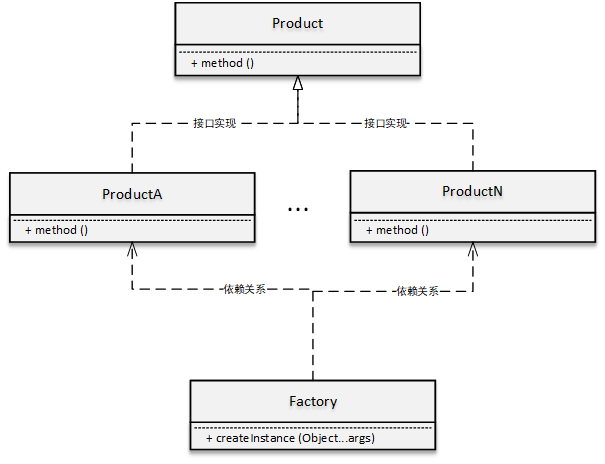 Product
+ method ()
接口实现
接口实现
ProductA
+ method ()
...
ProductN
+ method ()
依赖关系
依赖关系
Factory
+ createInstance (Object...args)